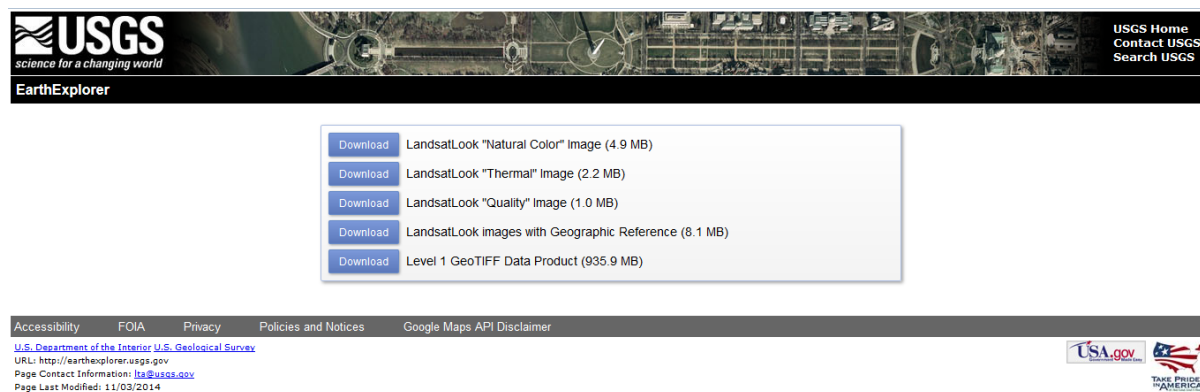 USGS
science for a changing world
USGS Home
Contact USGS
Search USGS
EarthExplorer
Download LandsatLook "Natural Color" Image (4.9 MB)
Download LandsatLook "Thermal" Image (2.2 MB)
Download LandsatLook "Quality" Image (1.0 MB)
Download LandsatLook images with Geographic Reference (8.1 MB)
Download Level 1 GeoTIFF Data Product (935.9 MB)
Accessibility FOIA Privacy Policies and Notices Google Maps API Disclaimer
U.S. Department of the Interior U.S. Geological Survey
URL: http://earthexplorer.usgs.gov
Page Contact Information: lta@usgs.gov
Page Last Modified: 11/03/2014
USA.gov
TAKE PRIDE
IN AMERICA